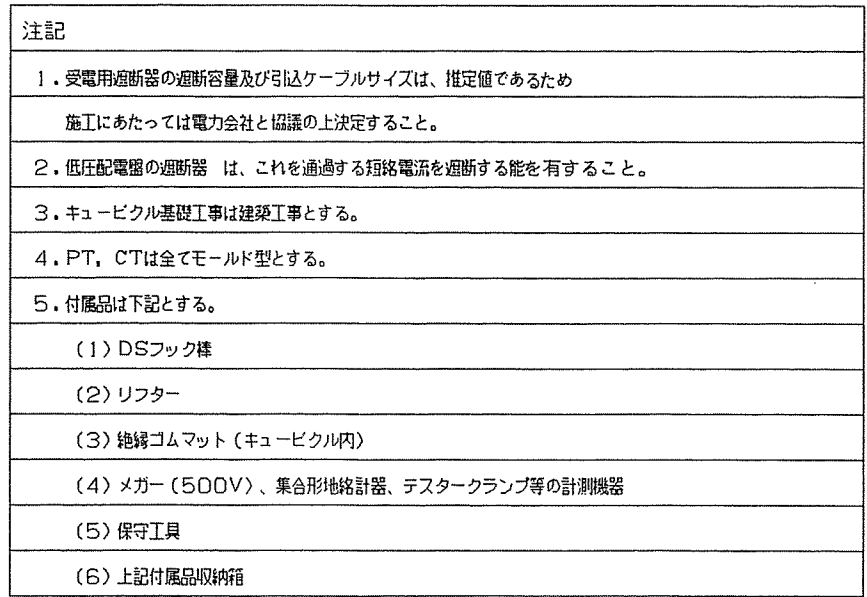 注記
1.受電用遮断器の遮断容量及び引込ケーブルサイズは、推定値であるため
施工にあたっては電力会社と協議の上決定すること。
2.低圧配電盤の遮断器 は、これを通過する短絡電流を遮断する能を有すること。
3.キュービクル基礎工事は建築工事とする。
4.PT,CTは全てモールド型とする。
5.付属品は下記とする。
(1)DSフック棒
(2)リフター
(3)絶縁ゴムマット(キュービクル内)
(4)メガー(500V)、集合形地絡計器、テスタークランプ等の計測機器
(5)保守工具
(6)上記付属品収納箱